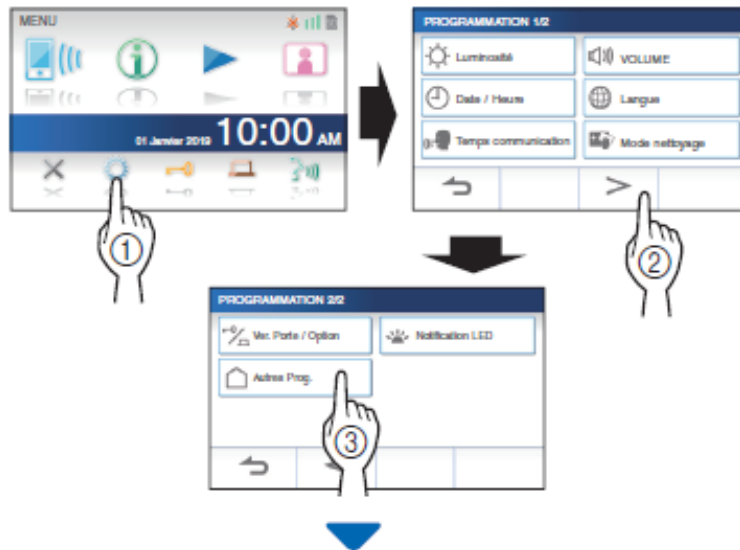 MENU
01 Janvier 2019 10:00 AM
①
PROGRAMMATION 1/2
Luminosité
VOLUME
Date / Heure
Langue
Temps communication
Mode nettoyage
②
PROGRAMMATION 2/2
Ver. Porte / Option
Notification LED
Autres Prog.
③